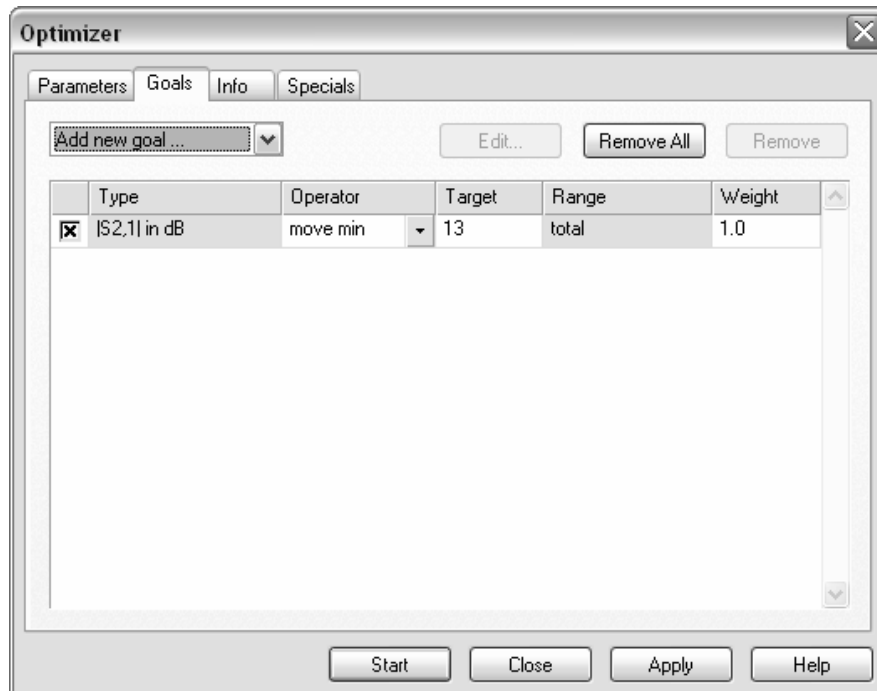 Optimizer
Parameters Goals Info Specials
Add new goal ... Edit... Remove All Remove
Type Operator Target Range Weight
|S2,1| in dB move min 13 total 1.0
Start Close Apply Help